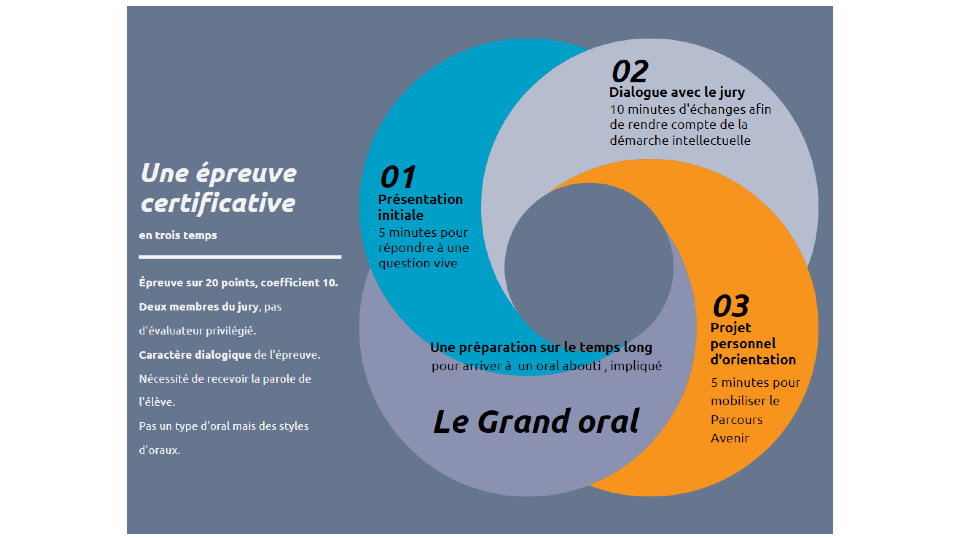 Une épreuve
certificative
en trois temps
Épreuve sur 20 points, coefficient 10.
Deux membres du jury, pas
d'évaluateur privilégié.
Caractère dialogique de l'épreuve.
Nécessité de recevoir la parole de
l'élève.
Pas un type d'oral mais des styles
d'oraux.
01
Présentation
initiale
5 minutes pour
répondre à une
question vive
02
Dialogue avec le jury
10 minutes d'échanges afin
de rendre compte de la
démarche intellectuelle
03
Projet
personnel
d'orientation
5 minutes pour
mobiliser le
Parcours
Avenir
Une préparation sur le temps long
pour arriver à un oral abouti , impliqué
Le Grand oral